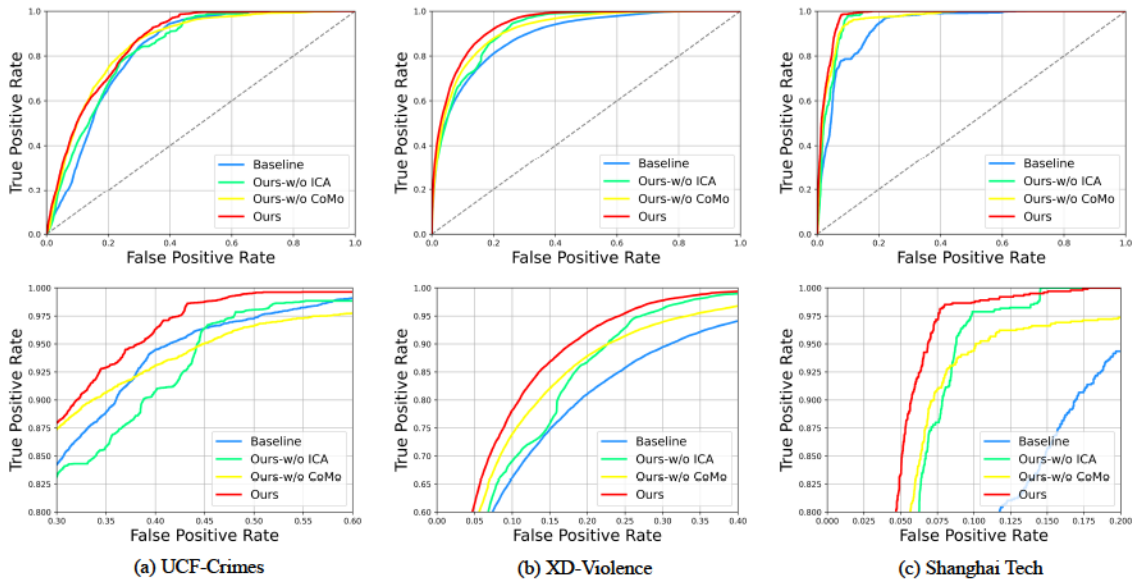 1.0
0.8
0.6
0.4
0.2
0.0
0.0 0.2 0.4 0.6 0.8 1.0
True Positive Rate
False Positive Rate
Baseline
Ours-w/o ICA
Ours-w/o CoMo
Ours
1.0
0.8
0.6
0.4
0.2
0.0
0.0 0.2 0.4 0.6 0.8 1.0
True Positive Rate
False Positive Rate
Baseline
Ours-w/o ICA
Ours-w/o CoMo
Ours
1.0
0.8
0.6
0.4
0.2
0.0
0.0 0.2 0.4 0.6 0.8 1.0
True Positive Rate
False Positive Rate
Baseline
Ours-w/o ICA
Ours-w/o CoMo
Ours
1.000
0.975
0.950
0.925
0.900
0.875
0.850
0.825
0.800
0.30 0.35 0.40 0.45 0.50 0.55 0.60
True Positive Rate
False Positive Rate
Baseline
Ours-w/o ICA
Ours-w/o CoMo
Ours
(a) UCF-Crimes
1.00
0.95
0.90
0.85
0.80
0.75
0.70
0.65
0.60
0.00 0.05 0.10 0.15 0.20 0.25 0.30 0.35 0.40
True Positive Rate
False Positive Rate
Baseline
Ours-w/o ICA
Ours-w/o CoMo
Ours
(b) XD-Violence
1.000
0.975
0.950
0.925
0.900
0.875
0.850
0.825
0.800
0.000 0.025 0.050 0.075 0.100 0.125 0.150 0.175 0.200
True Positive Rate
False Positive Rate
Baseline
Ours-w/o ICA
Ours-w/o CoMo
Ours
(c) Shanghai Tech